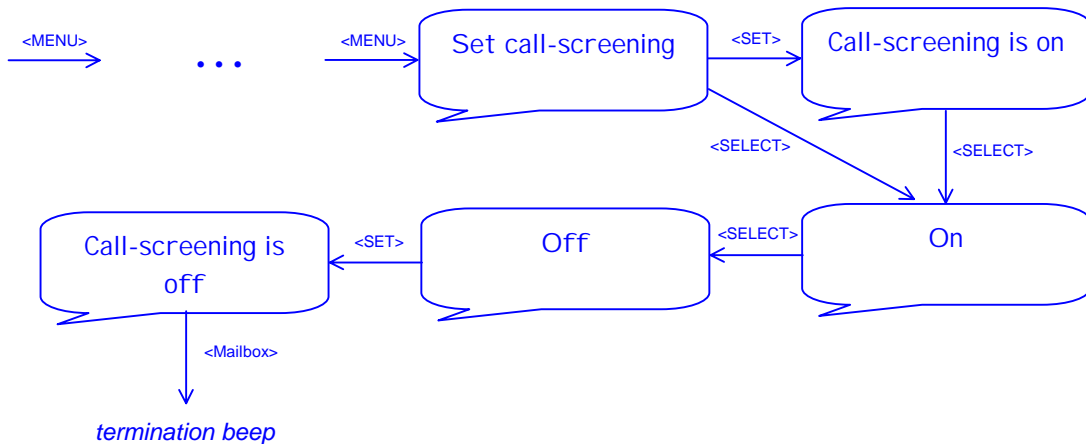 <MENU>
...
<MENU>
Set call-screening
<SET>
Call-screening is on
<SELECT>
<SELECT>
Call-screening is
off
<SET>
Off
<SELECT>
On
<Mailbox>
termination beep